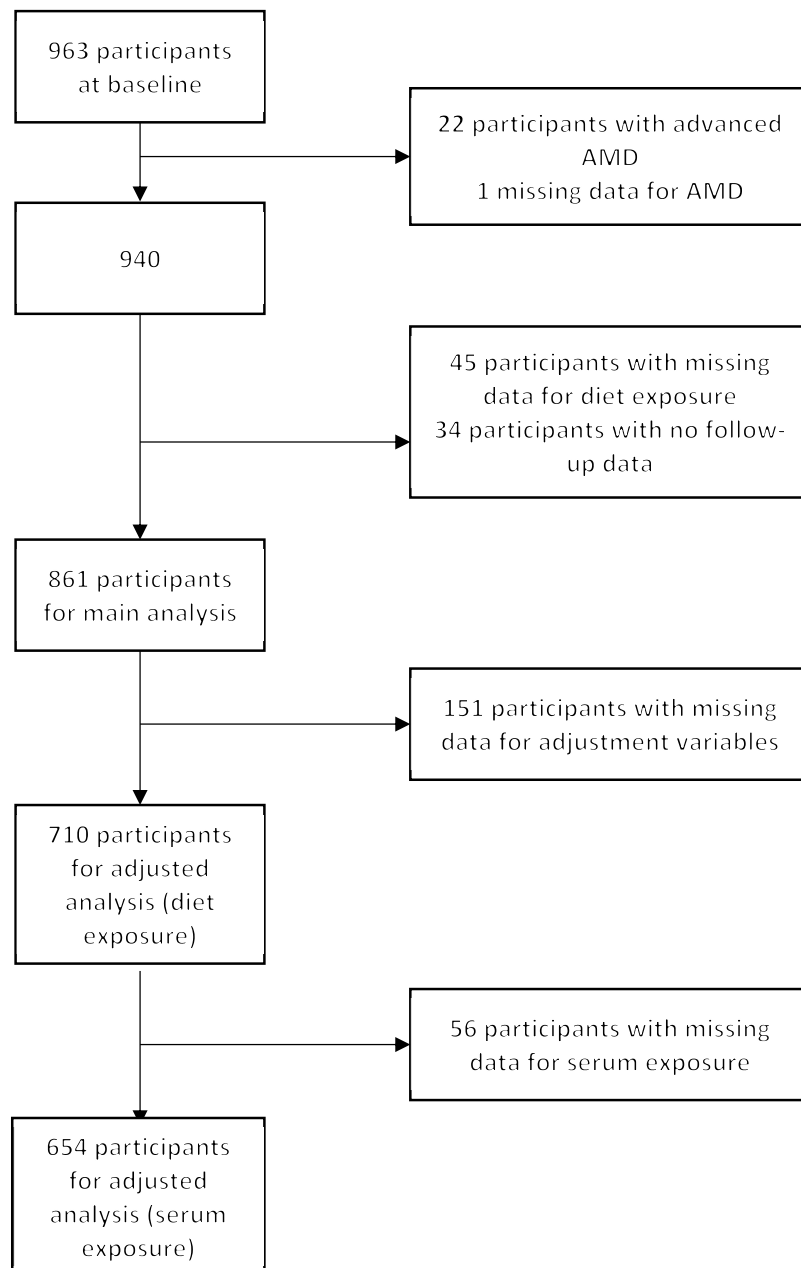 963 participants
at baseline
22 participants with advanced
AMD
1 missing data for AMD
940
45 participants with missing
data for diet exposure
34 participants with no follow-
up data
861 participants
for main analysis
151 participants with missing
data for adjustment variables
710 participants
for adjusted
analysis (diet
exposure)
56 participants with missing
data for serum exposure
654 participants
for adjusted
analysis (serum
exposure)